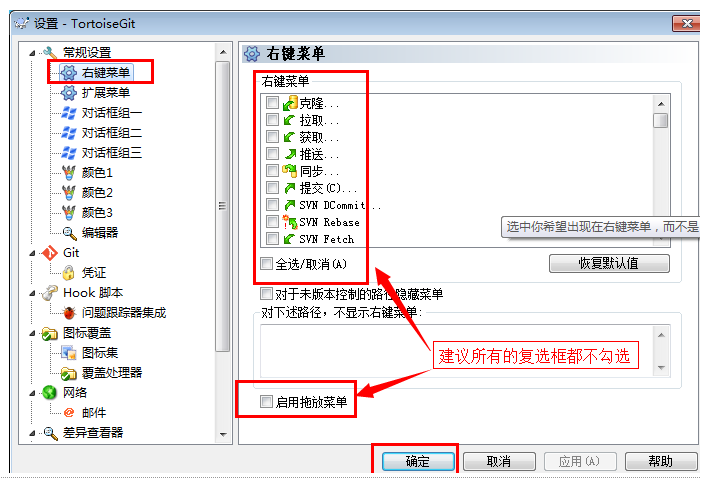 设置 - TortoiseGit
常规设置
右键菜单
扩展菜单
对话框组一
对话框组二
对话框组三
颜色1
颜色2
颜色3
编辑器
Git
凭证
Hook 脚本
问题跟踪器集成
图标覆盖
图标集
覆盖处理器
网络
邮件
差异查看器
右键菜单
右键菜单
克隆...
拉取...
获取...
推送...
同步...
提交(C)...
SVN DCommit...
SVN Rebase
SVN Fetch
选中你希望出现在右键菜单，而不是
全选/取消(A)
恢复默认值
对于未版本控制的路径隐藏菜单
对下述路径，不显示右键菜单:
建议所有的复选框都不勾选
启用拖放菜单
确定
取消
应用(A)
帮助